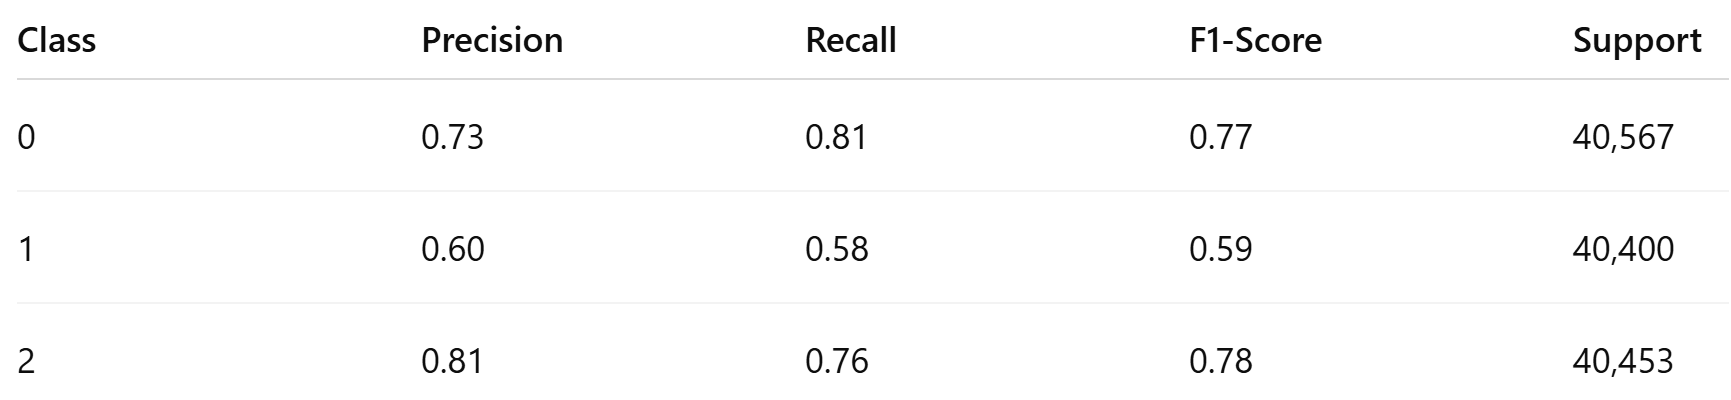 Class Precision Recall F1-Score Support
0 0.73 0.81 0.77 40,567
1 0.60 0.58 0.59 40,400
2 0.81 0.76 0.78 40,453